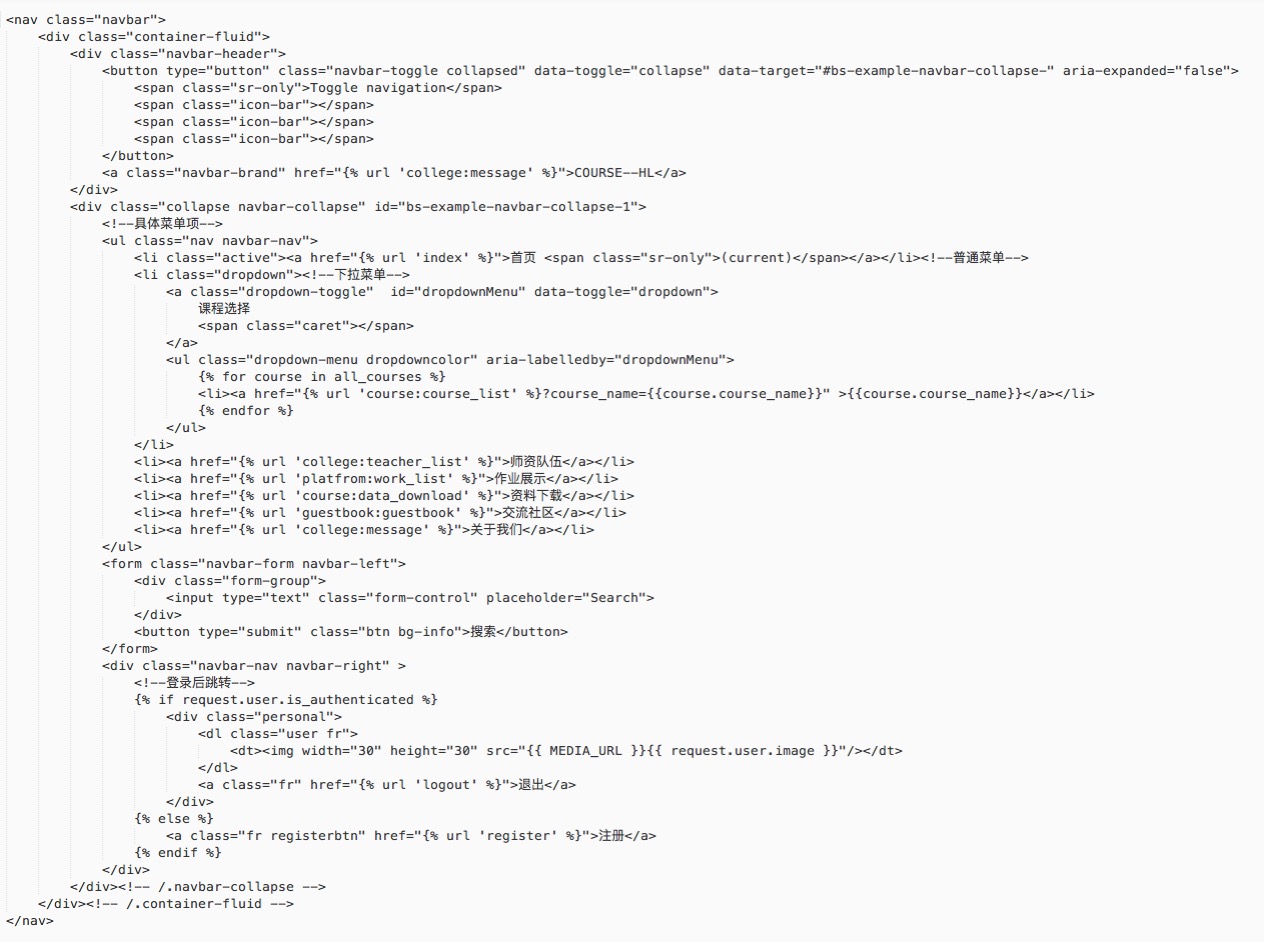 <nav class="navbar">
<div class="container-fluid">
<div class="navbar-header">
<button type="button" class="navbar-toggle collapsed" data-toggle="collapse" data-target="#bs-example-navbar-collapse-" aria-expanded="false">
<span class="sr-only">Toggle navigation</span>
<span class="icon-bar"></span>
<span class="icon-bar"></span>
<span class="icon-bar"></span>
</button>
<a class="navbar-brand" href="{% url 'college:message' %}">COURSE--HL</a>
</div>
<div class="collapse navbar-collapse" id="bs-example-navbar-collapse-1">
<!--具体菜单项-->
<ul class="nav navbar-nav">
<li class="active"><a href="{% url 'index' %}">首页 <span class="sr-only">(current)</span></a></li><!--普通菜单-->
<li class="dropdown"><!--下拉菜单-->
<a class="dropdown-toggle"  id="dropdownMenu" data-toggle="dropdown">
课程选择
<span class="caret"></span>
</a>
<ul class="dropdown-menu dropdowncolor" aria-labelledby="dropdownMenu">
{% for course in all_courses %}
<li><a href="{% url 'course:course_list' %}?course_name={{course.course_name}}" >{{course.course_name}}</a></li>
{% endfor %}
</ul>
</li>
<li><a href="{% url 'college:teacher_list' %}">师资队伍</a></li>
<li><a href="{% url 'platfrom:work_list' %}">作业展示</a></li>
<li><a href="{% url 'course:data_download' %}">资料下载</a></li>
<li><a href="{% url 'guestbook:guestbook' %}">交流社区</a></li>
<li><a href="{% url 'college:message' %}">关于我们</a></li>
</ul>
<form class="navbar-form navbar-left">
<div class="form-group">
<input type="text" class="form-control" placeholder="Search">
</div>
<button type="submit" class="btn bg-info">搜索</button>
</form>
<div class="navbar-nav navbar-right" >
<!--登录后跳转-->
{% if request.user.is_authenticated %}
<div class="personal">
<dl class="user fr">
<dt><img width="30" height="30" src="{{ MEDIA_URL }}{{ request.user.image }}"/></dt>
</dl>
<a class="fr" href="{% url 'logout' %}">退出</a>
</div>
{% else %}
<a class="fr registerbtn" href="{% url 'register' %}">注册</a>
{% endif %}
</div>
</div><!-- /.navbar-collapse -->
</div><!-- /.container-fluid -->
</nav>